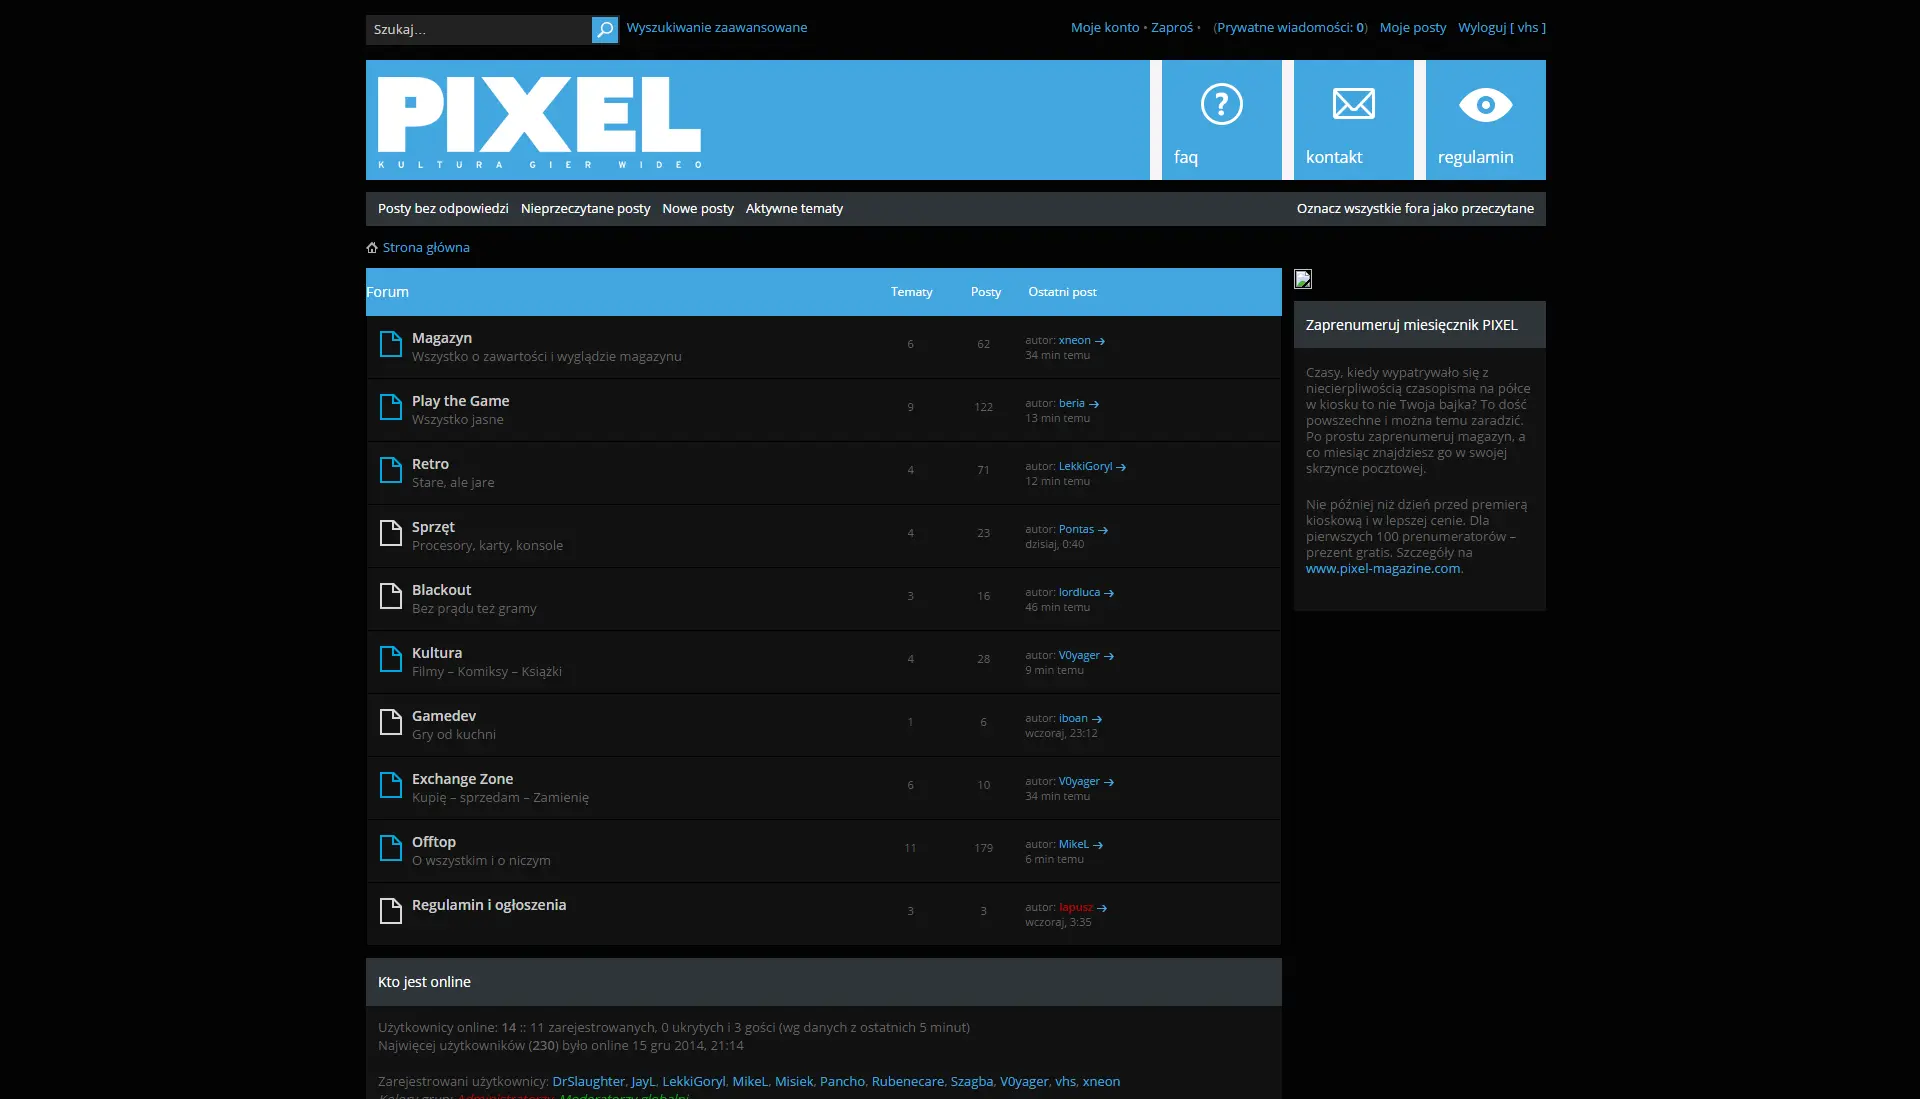 Szukaj…
Wyszukiwanie zaawansowane
Moje konto • Zaproś • (Prywatne wiadomości: 0) Moje posty Wyloguj [ vhs ]
PIXEL
KULTURA GIER WIDEO
faq
kontakt
regulamin
Posty bez odpowiedzi Nieprzeczytane posty Nowe posty Aktywne tematy
Oznacz wszystkie fora jako przeczytane
Strona główna
Forum Tematy Posty Ostatni post
Magazyn
Wszystko o zawartości i wyglądzie magazynu
6 62
autor: xneon
34 min temu
Play the Game
Wszystko jasne
9 122
autor: beria
13 min temu
Retro
Stare, ale jare
4 71
autor: LekkiGoryl
12 min temu
Sprzęt
Procesory, karty, konsole
4 23
autor: Pontas
dzisiaj, 0:40
Blackout
Bez prądu też gramy
3 16
autor: lordluca
46 min temu
Kultura
Filmy – Komiksy – Książki
4 28
autor: V0yager
9 min temu
Gamedev
Gry od kuchni
1 6
autor: iboan
wczoraj, 23:12
Exchange Zone
Kupię – sprzedam – Zamienię
6 10
autor: V0yager
34 min temu
Offtop
O wszystkim i o niczym
11 179
autor: MikeL
6 min temu
Regulamin i ogłoszenia
3 3
autor: lapusz
wczoraj, 3:35
Zaprenumeruj miesięcznik PIXEL
Czasy, kiedy wypatrywało się z
niecierpliwością czasopisma na półce
w kiosku to nie Twoja bajka? To dość
powszechne i można temu zaradzić.
Po prostu zaprenumeruj magazyn, a
co miesiąc znajdziesz go w swojej
skrzynce pocztowej.
Nie później niż dzień przed premierą
kioskową i w lepszej cenie. Dla
pierwszych 100 prenumeratorów –
prezent gratis. Szczegóły na
www.pixel-magazine.com.
Kto jest online
Użytkownicy online: 14 :: 11 zarejestrowanych, 0 ukrytych i 3 gości (wg danych z ostatnich 5 minut)
Najwięcej użytkowników (230) było online 15 gru 2014, 21:14
Zarejestrowani użytkownicy: DrSlaughter, JayL, LekkiGoryl, MikeL, Misiek, Pancho, Rubenecare, Szagba, V0yager, vhs, xneon
Kolory grup: Administratorzy, Moderatorzy globalni